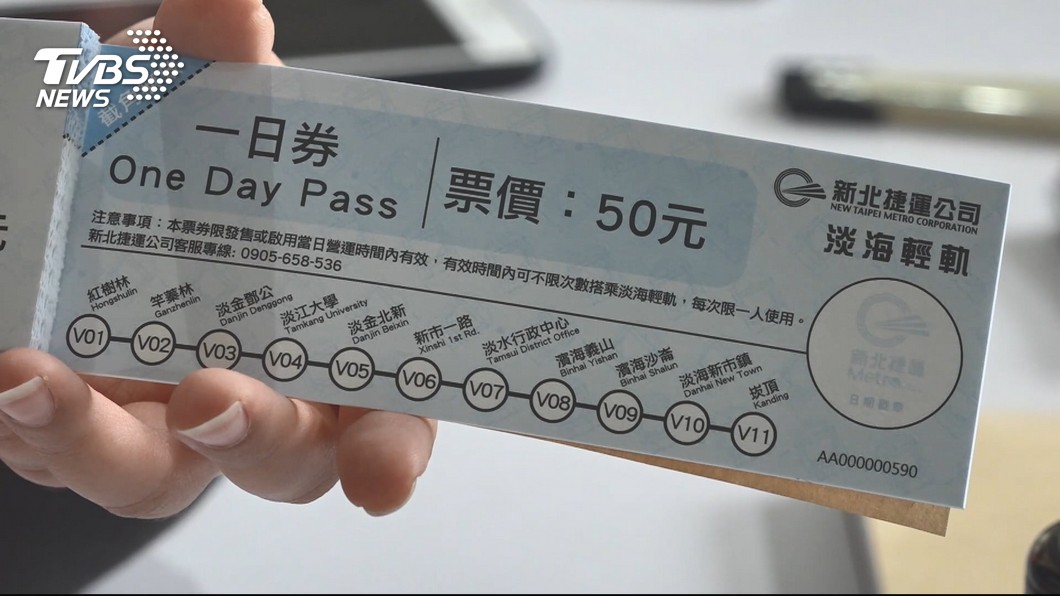 TVBS
NEWS
截角
一日券
One Day Pass
票價：50元
新北捷運公司
NEW TAIPEI METRO CORPORATION
淡海輕軌
注意事項：本票券限發售或啟用當日營運時間內有效，有效時間內可不限次數搭乘淡海輕軌，每次限一人使用。
新北捷運公司客服專線: 0905-658-536
紅樹林
Hongshulin
V01
竿蓁林
Ganzhenlin
V02
淡金鄧公
Danjin Denggong
V03
淡江大學
Tamkang University
V04
淡金北新
Danjin Beixin
V05
新市一路
Xinshi 1st Rd.
V06
淡水行政中心
Tamsui District Office
V07
濱海義山
Binhai Yishan
V08
濱海沙崙
Binhai Shalun
V09
淡海新市鎮
Danhai New Town
V10
崁頂
Kanding
V11
AA000000590
元